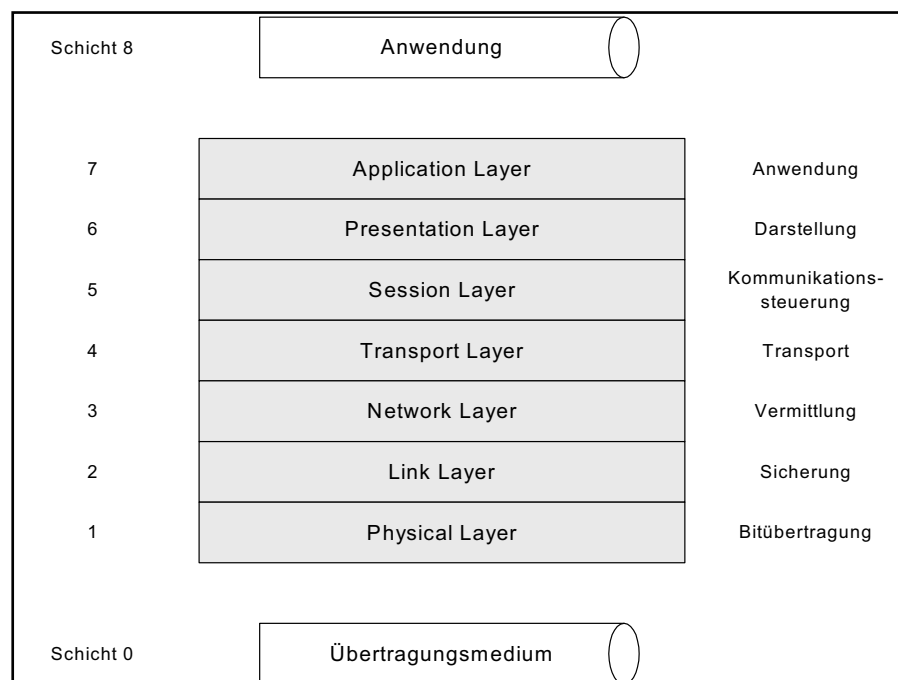 Schicht 8 Anwendung
7 Application Layer Anwendung
6 Presentation Layer Darstellung
5 Session Layer Kommunikations-
steuerung
4 Transport Layer Transport
3 Network Layer Vermittlung
2 Link Layer Sicherung
1 Physical Layer Bitübertragung
Schicht 0 Übertragungsmedium